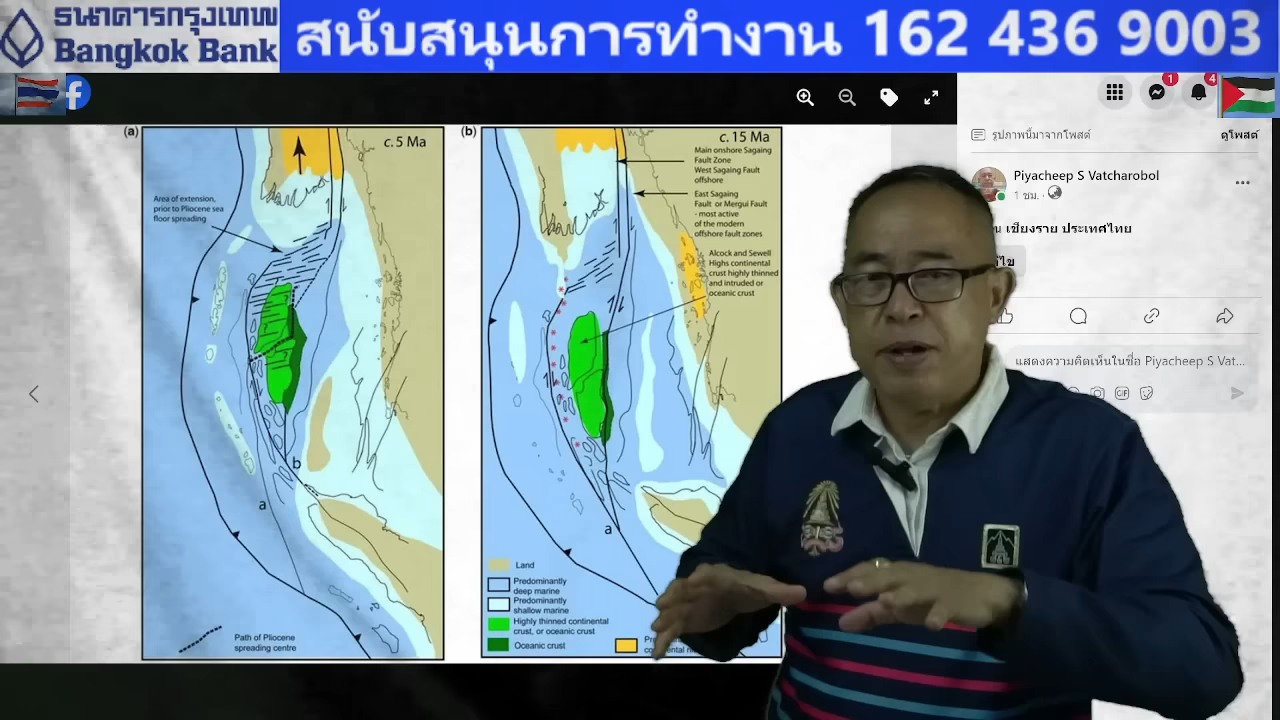 ธนาคารกรุงเทพ
Bangkok Bank
สนับสนุนการทำงาน 162 436 9003
1
4
รูปภาพนี้มาจากโพสต์
ดูโพสต์
Piyacheep S Vatcharobol
1 ชม.
เชียงราย ประเทศไทย
แสดงความคิดเห็นในชื่อ Piyacheep S Vat...
GIF
(a)
c. 5 Ma
Area of extension,
prior to Pliocene sea
floor spreading
b
a
Path of Pliocene
spreading centre
(b)
c. 15 Ma
Main onshore Sagaing
Fault Zone
West Sagaing Fault
offshore
East Sagaing
Fault or Mergui Fault
- most active
of the modern
offshore fault zones
Alcock and Sewell
Highs continental
crust highly thinned
and intruded or
oceanic crust
a
Land
Predominantly
deep marine
Predominantly
shallow marine
Highly thinned continental
crust, or oceanic crust
Oceanic crust